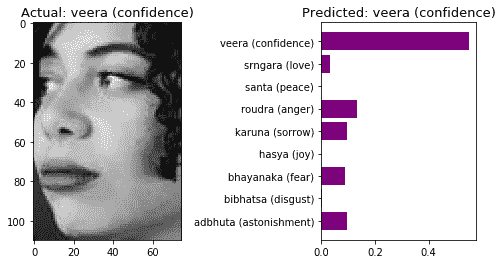 Actual: veera (confidence)
0
20
40
60
80
100
0 20 40 60
Predicted: veera (confidence)
veera (confidence)
srngara (love)
santa (peace)
roudra (anger)
karuna (sorrow)
hasya (joy)
bhayanaka (fear)
bibhatsa (disgust)
adbhuta (astonishment)
0.0 0.2 0.4